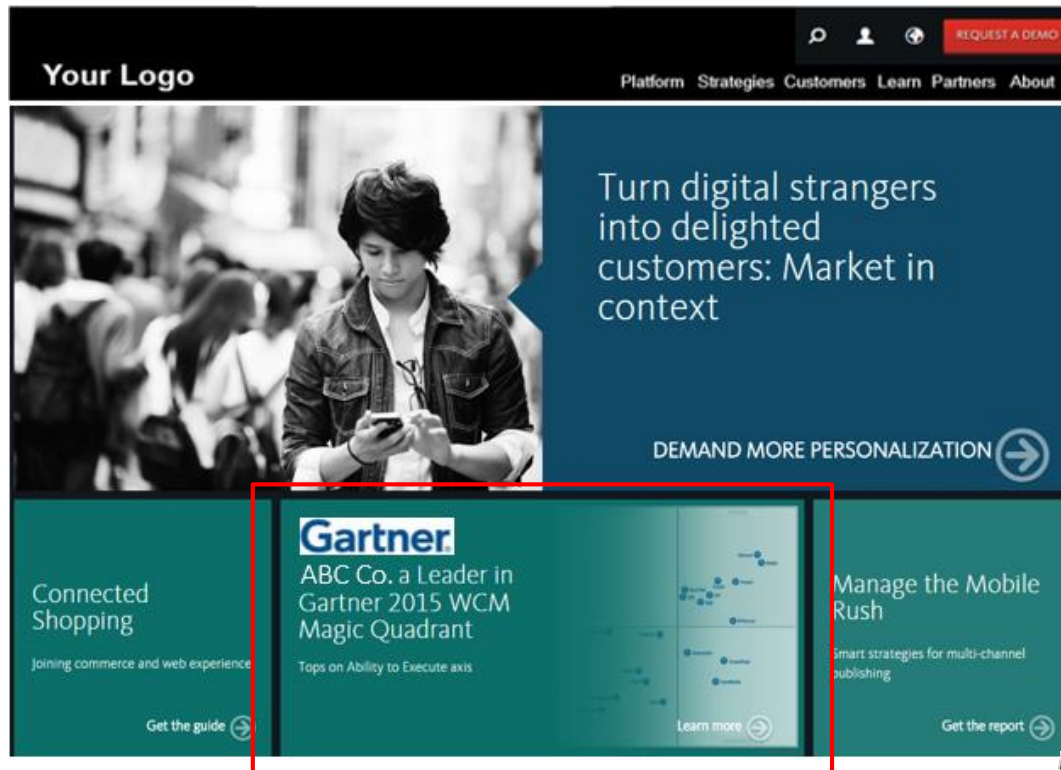 REQUEST A DEMO
Your Logo
Platform Strategies Customers Learn Partners About
Turn digital strangers
into delighted
customers: Market in
context
DEMAND MORE PERSONALIZATION
Connected
Shopping
Joining commerce and web experience
Get the guide
Gartner
ABC Co. a Leader in
Gartner 2015 WCM
Magic Quadrant
Tops on Ability to Execute axis
Learn more
Manage the Mobile
Rush
Smart strategies for multi-channel
publishing
Get the report